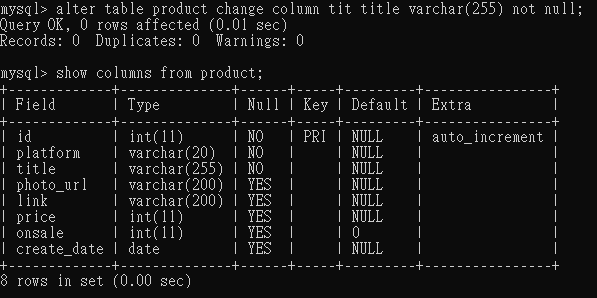 mysql> alter table product change column tit title varchar(255) not null;
Query OK, 0 rows affected (0.01 sec)
Records: 0  Duplicates: 0  Warnings: 0

mysql> show columns from product;
+-------------+--------------+------+-----+---------+----------------+
| Field       | Type         | Null | Key | Default | Extra          |
+-------------+--------------+------+-----+---------+----------------+
| id          | int(11)      | NO   | PRI | NULL    | auto_increment |
| platform    | varchar(20)  | NO   |     | NULL    |                |
| title       | varchar(255) | NO   |     | NULL    |                |
| photo_url   | varchar(200) | YES  |     | NULL    |                |
| link        | varchar(200) | YES  |     | NULL    |                |
| price       | int(11)      | YES  |     | NULL    |                |
| onsale      | int(11)      | YES  |     | 0       |                |
| create_date | date         | YES  |     | NULL    |                |
+-------------+--------------+------+-----+---------+----------------+
8 rows in set (0.00 sec)